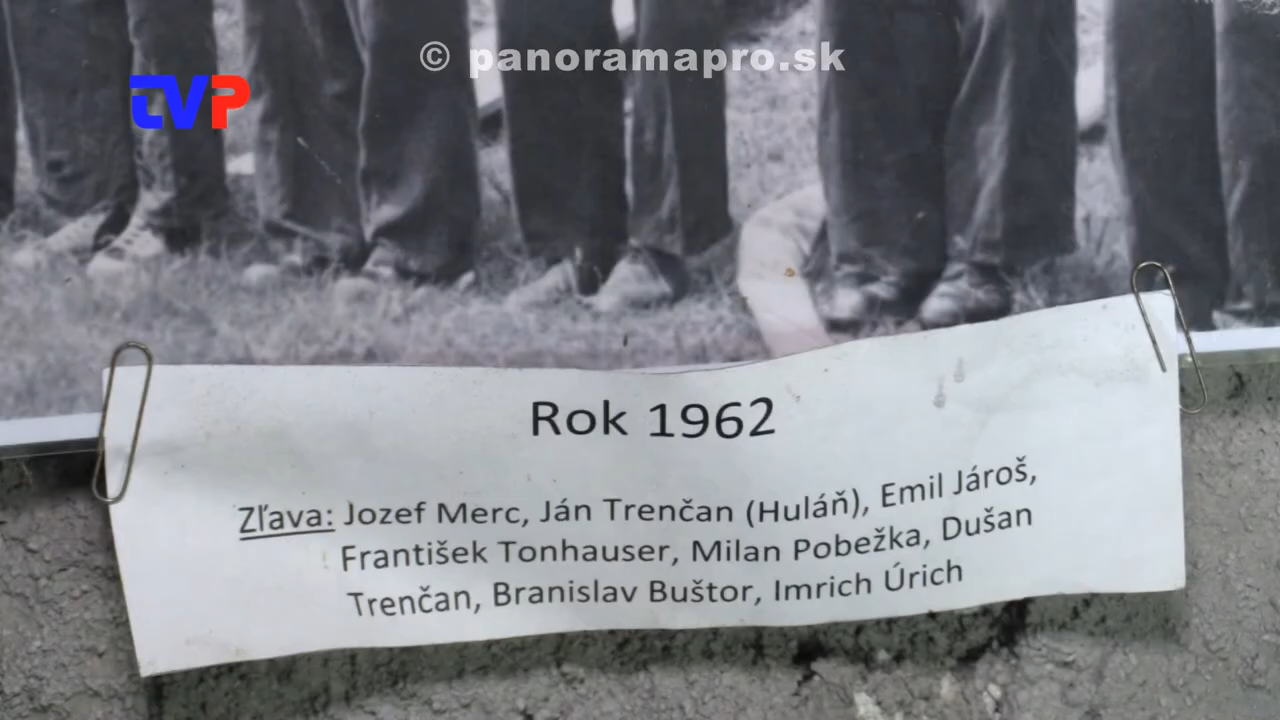 © panoramapro.sk
TVP
Rok 1962
Zľava: Jozef Merc, Ján Trenčan (Huláň), Emil Jároš,
František Tonhauser, Milan Pobežka, Dušan
Trenčan, Branislav Buštor, Imrich Úrich